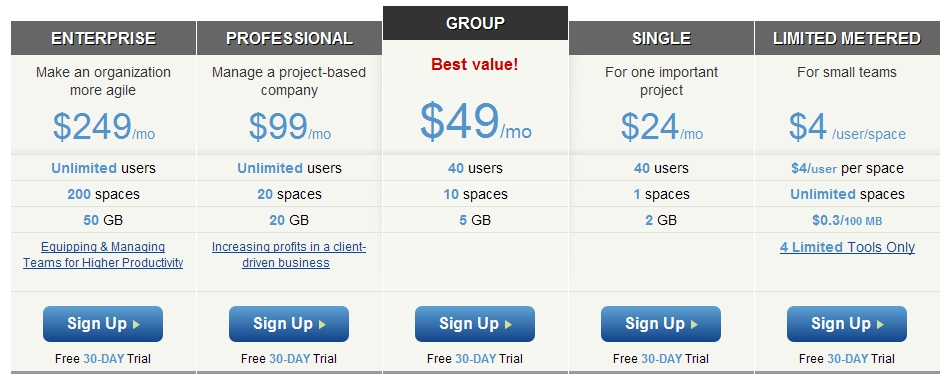 ENTERPRISE
Make an organization
more agile
$249/mo
Unlimited users
200 spaces
50 GB
Equipping & Managing
Teams for Higher Productivity
Sign Up
Free 30-DAY Trial
PROFESSIONAL
Manage a project-based
company
$99/mo
Unlimited users
20 spaces
20 GB
Increasing profits in a client-
driven business
Sign Up
Free 30-DAY Trial
GROUP
Best value!
$49/mo
40 users
10 spaces
5 GB
Sign Up
Free 30-DAY Trial
SINGLE
For one important
project
$24/mo
40 users
1 spaces
2 GB
Sign Up
Free 30-DAY Trial
LIMITED METERED
For small teams
$4 /user/space
$4/user per space
Unlimited spaces
$0.3/100 MB
4 Limited Tools Only
Sign Up
Free 30-DAY Trial